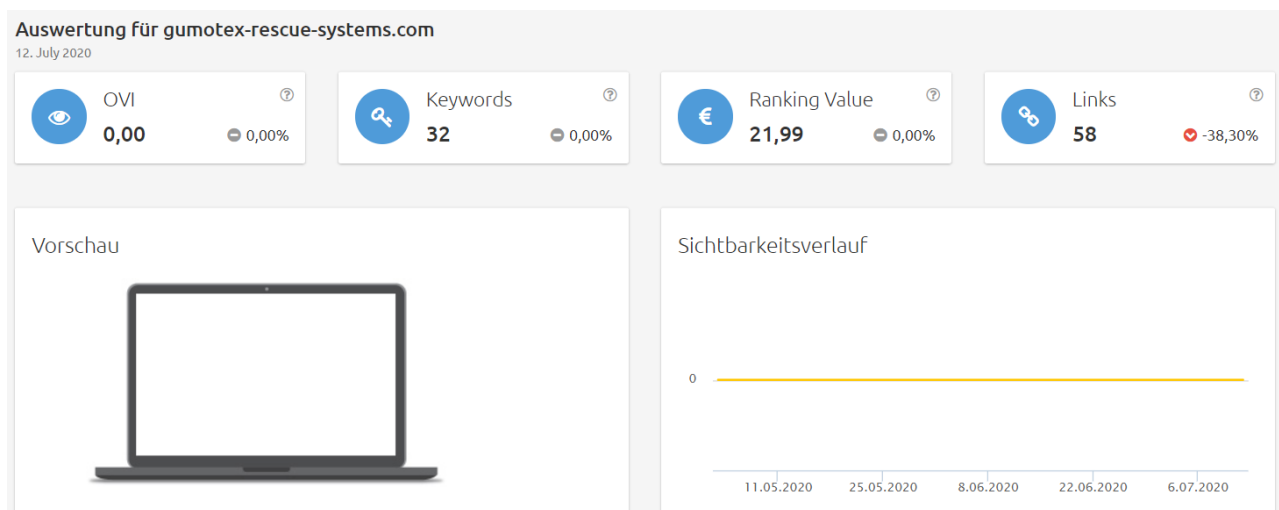 Auswertung für gumotex-rescue-systems.com
12. July 2020
OVI
0,00
0,00%
Keywords
32
0,00%
Ranking Value
21,99
0,00%
Links
58
-38,30%
Vorschau
Sichtbarkeitsverlauf
0
11.05.2020 25.05.2020 8.06.2020 22.06.2020 6.07.2020